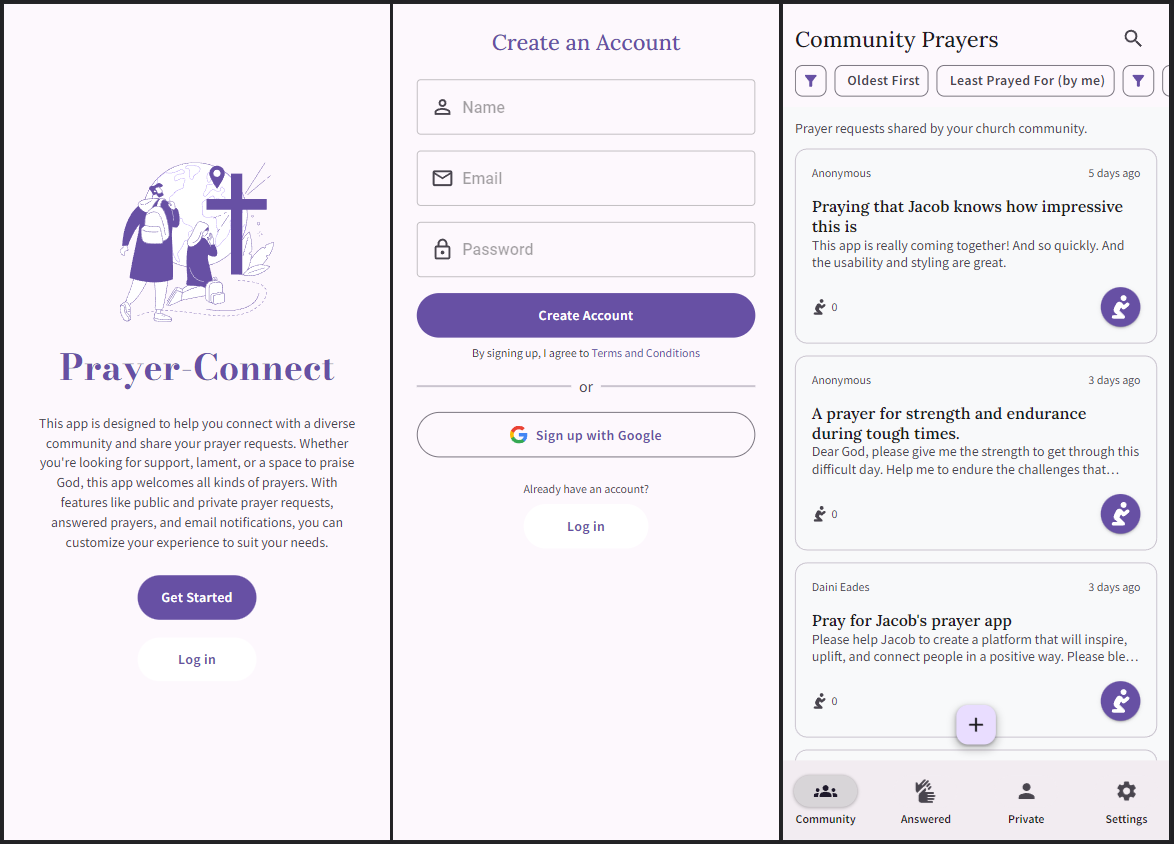 Prayer-Connect
This app is designed to help you connect with a diverse
community and share your prayer requests. Whether
you're looking for support, lament, or a space to praise
God, this app welcomes all kinds of prayers. With
features like public and private prayer requests,
answered prayers, and email notifications, you can
customize your experience to suit your needs.
Get Started
Log in
Create an Account
Name
Email
Password
Create Account
By signing up, I agree to Terms and Conditions
or
Sign up with Google
Already have an account?
Log in
Community Prayers
Oldest First
Least Prayed For (by me)
Prayer requests shared by your church community.
Anonymous
5 days ago
Praying that Jacob knows how impressive
this is
This app is really coming together! And so quickly. And
the usability and styling are great.
0
Anonymous
3 days ago
A prayer for strength and endurance
during tough times.
Dear God, please give me the strength to get through this
difficult day. Help me to endure the challenges that…
0
Daini Eades
3 days ago
Pray for Jacob's prayer app
Please help Jacob to create a platform that will inspire,
uplift, and connect people in a positive way. Please ble…
0
+
Community
Answered
Private
Settings